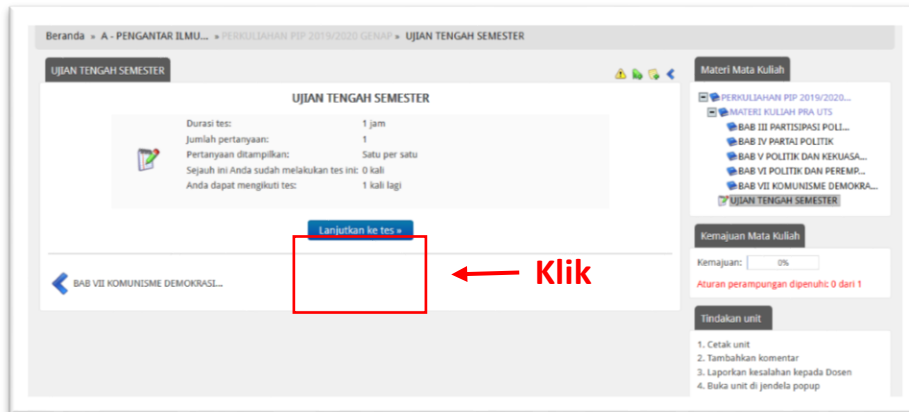 Beranda » A - PENGANTAR ILMU... » PERKULIAHAN PIP 2019/2020 GENAP » UJIAN TENGAH SEMESTER
UJIAN TENGAH SEMESTER
UJIAN TENGAH SEMESTER
Durasi tes: 1 jam
Jumlah pertanyaan: 1
Pertanyaan ditampilkan: Satu per satu
Sejauh ini Anda sudah melakukan tes ini: 0 kali
Anda dapat mengikuti tes: 1 kali lagi
Lanjutkan ke tes »
Klik
BAB VII KOMUNISME DEMOKRASI...
Materi Mata Kuliah
PERKULIAHAN PIP 2019/2020...
MATERI KULIAH PRA UTS
BAB III PARTISIPASI POLI...
BAB IV PARTAI POLITIK
BAB V POLITIK DAN KEKUASA...
BAB VI POLITIK DAN PEREMP...
BAB VII KOMUNISME DEMOKRA...
UJIAN TENGAH SEMESTER
Kemajuan Mata Kuliah
Kemajuan: 0%
Aturan perampungan dipenuhi: 0 dari 1
Tindakan unit
1. Cetak unit
2. Tambahkan komentar
3. Laporkan kesalahan kepada Dosen
4. Buka unit di jendela popup